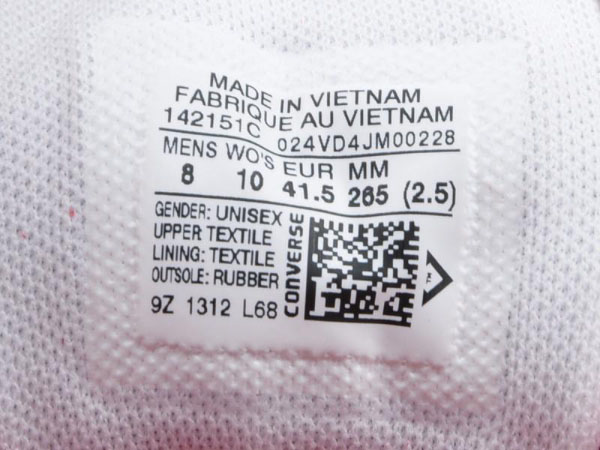 MADE IN VIETNAM
FABRIQUE AU VIETNAM
142151C 024VD4JM00228
MENS WO'S EUR MM
8 10 41.5 265 (2.5)
GENDER: UNISEX
UPPER TEXTILE
LINING: TEXTILE
OUTSOLE: RUBBER
9Z 1312 L68
CONVERSE